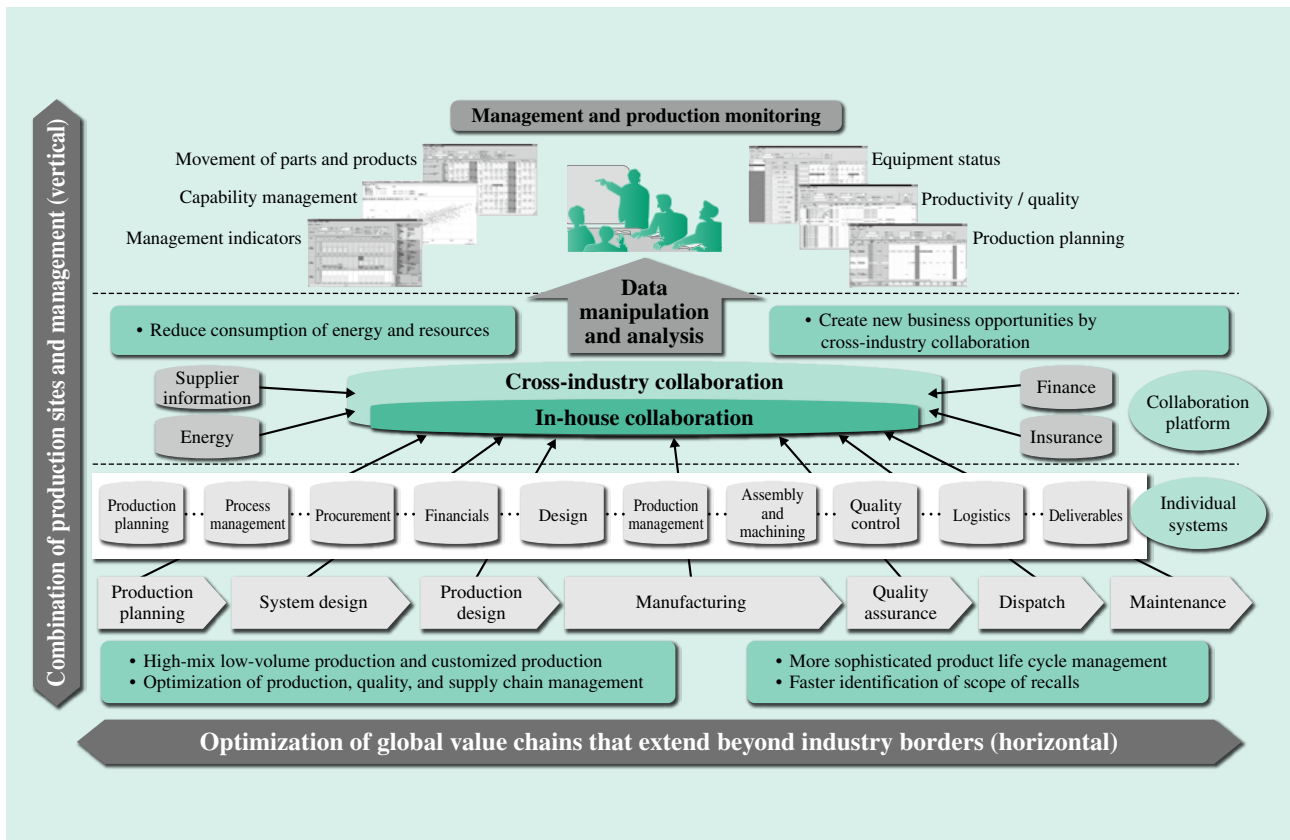 Management and production monitoring
Movement of parts and products
Capability management
Management indicators
Equipment status
Productivity / quality
Production planning
Combination of production sites and management (vertical)
Data
manipulation
and analysis
• Reduce consumption of energy and resources
• Create new business opportunities by
cross-industry collaboration
Supplier
information
Energy
Cross-industry collaboration
In-house collaboration
Finance
Insurance
Collaboration
platform
Production
planning
Process
management
Procurement
Financials
Design
Production
management
Assembly
and
machining
Quality
control
Logistics
Deliverables
Individual
systems
Production
planning
System design
Production
design
Manufacturing
Quality
assurance
Dispatch
Maintenance
• High-mix low-volume production and customized production
• Optimization of production, quality, and supply chain management
• More sophisticated product life cycle management
• Faster identification of scope of recalls
Optimization of global value chains that extend beyond industry borders (horizontal)